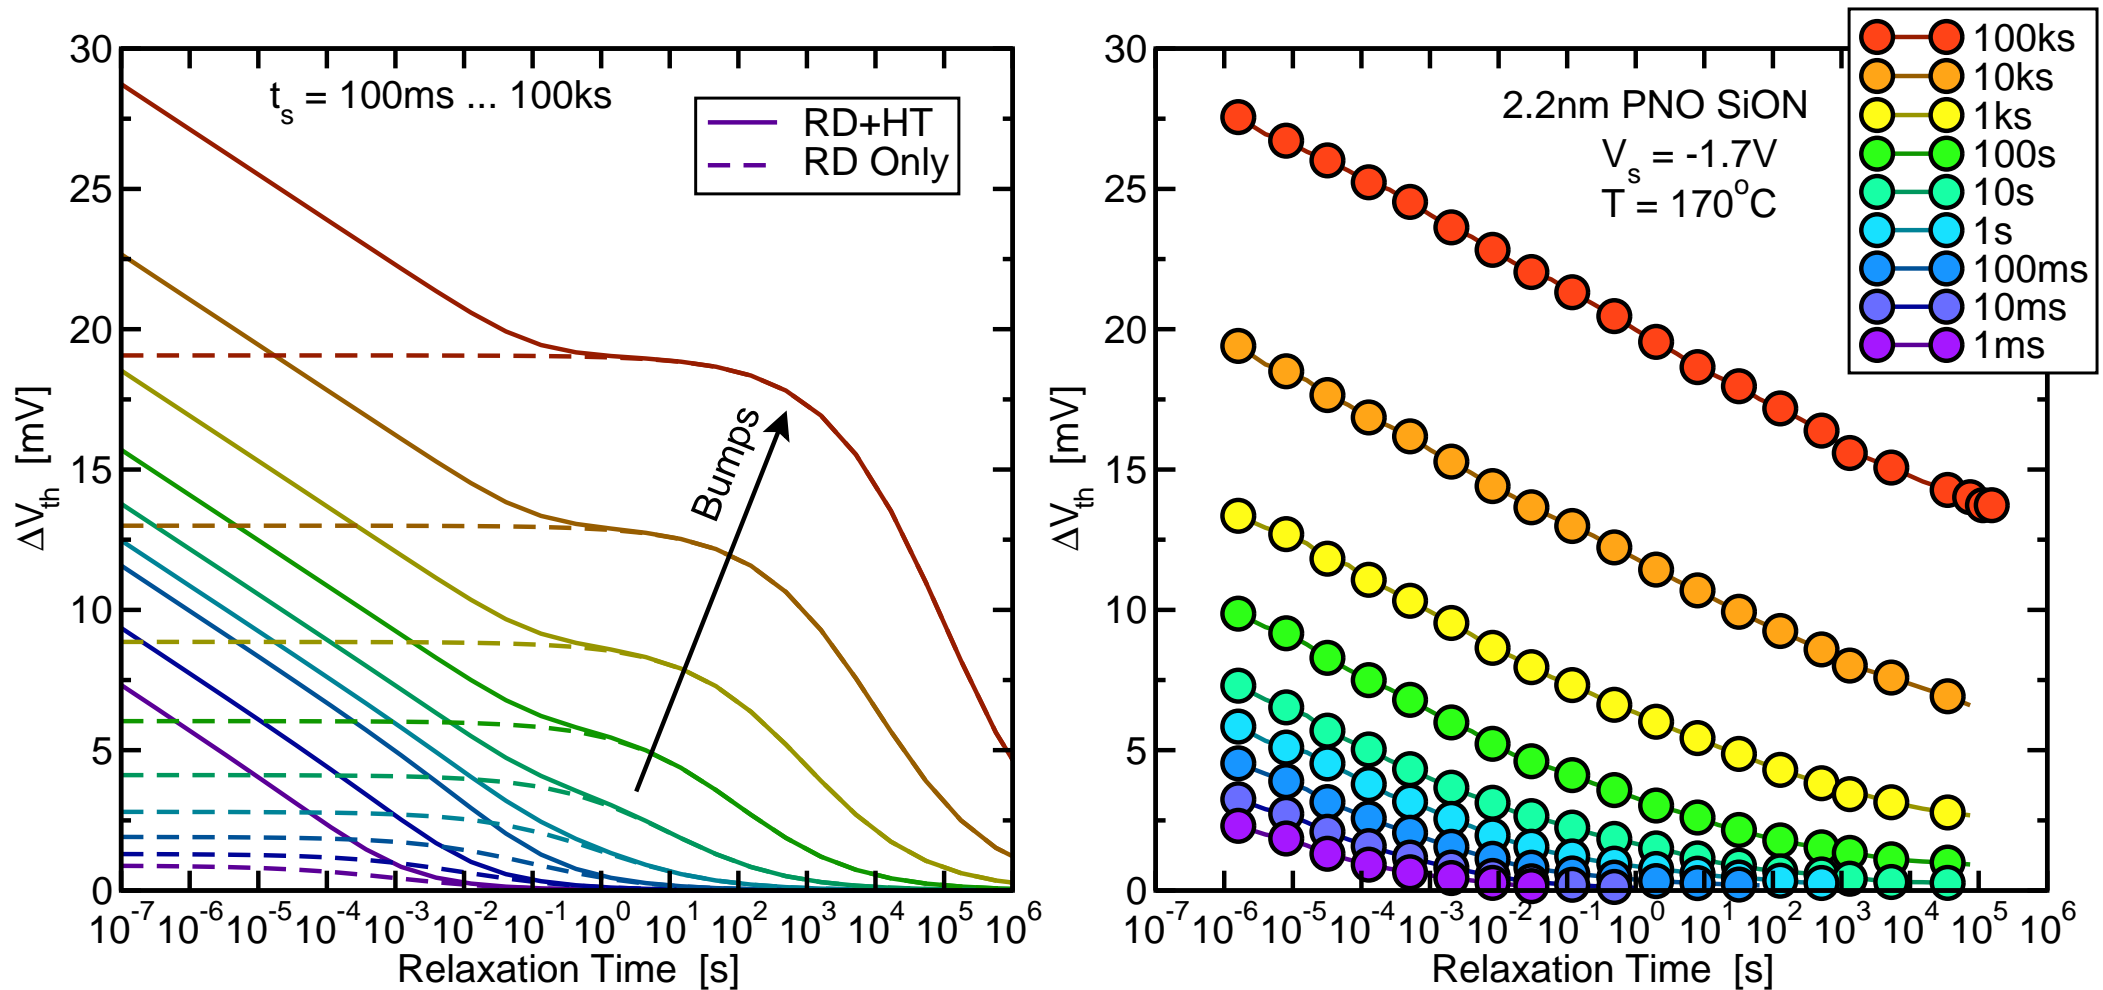 t_s = 100ms ... 100ks
RD+HT
RD Only
Bumps
30
25
20
15
10
5
0
ΔV_th [mV]
10^-7 10^-6 10^-5 10^-4 10^-3 10^-2 10^-1 10^0 10^1 10^2 10^3 10^4 10^5 10^6
Relaxation Time [s]
2.2nm PNO SiON
V_s = -1.7V
T = 170°C
100ks
10ks
1ks
100s
10s
1s
100ms
10ms
1ms
30
25
20
15
10
5
0
ΔV_th [mV]
10^-7 10^-6 10^-5 10^-4 10^-3 10^-2 10^-1 10^0 10^1 10^2 10^3 10^4 10^5 10^6
Relaxation Time [s]